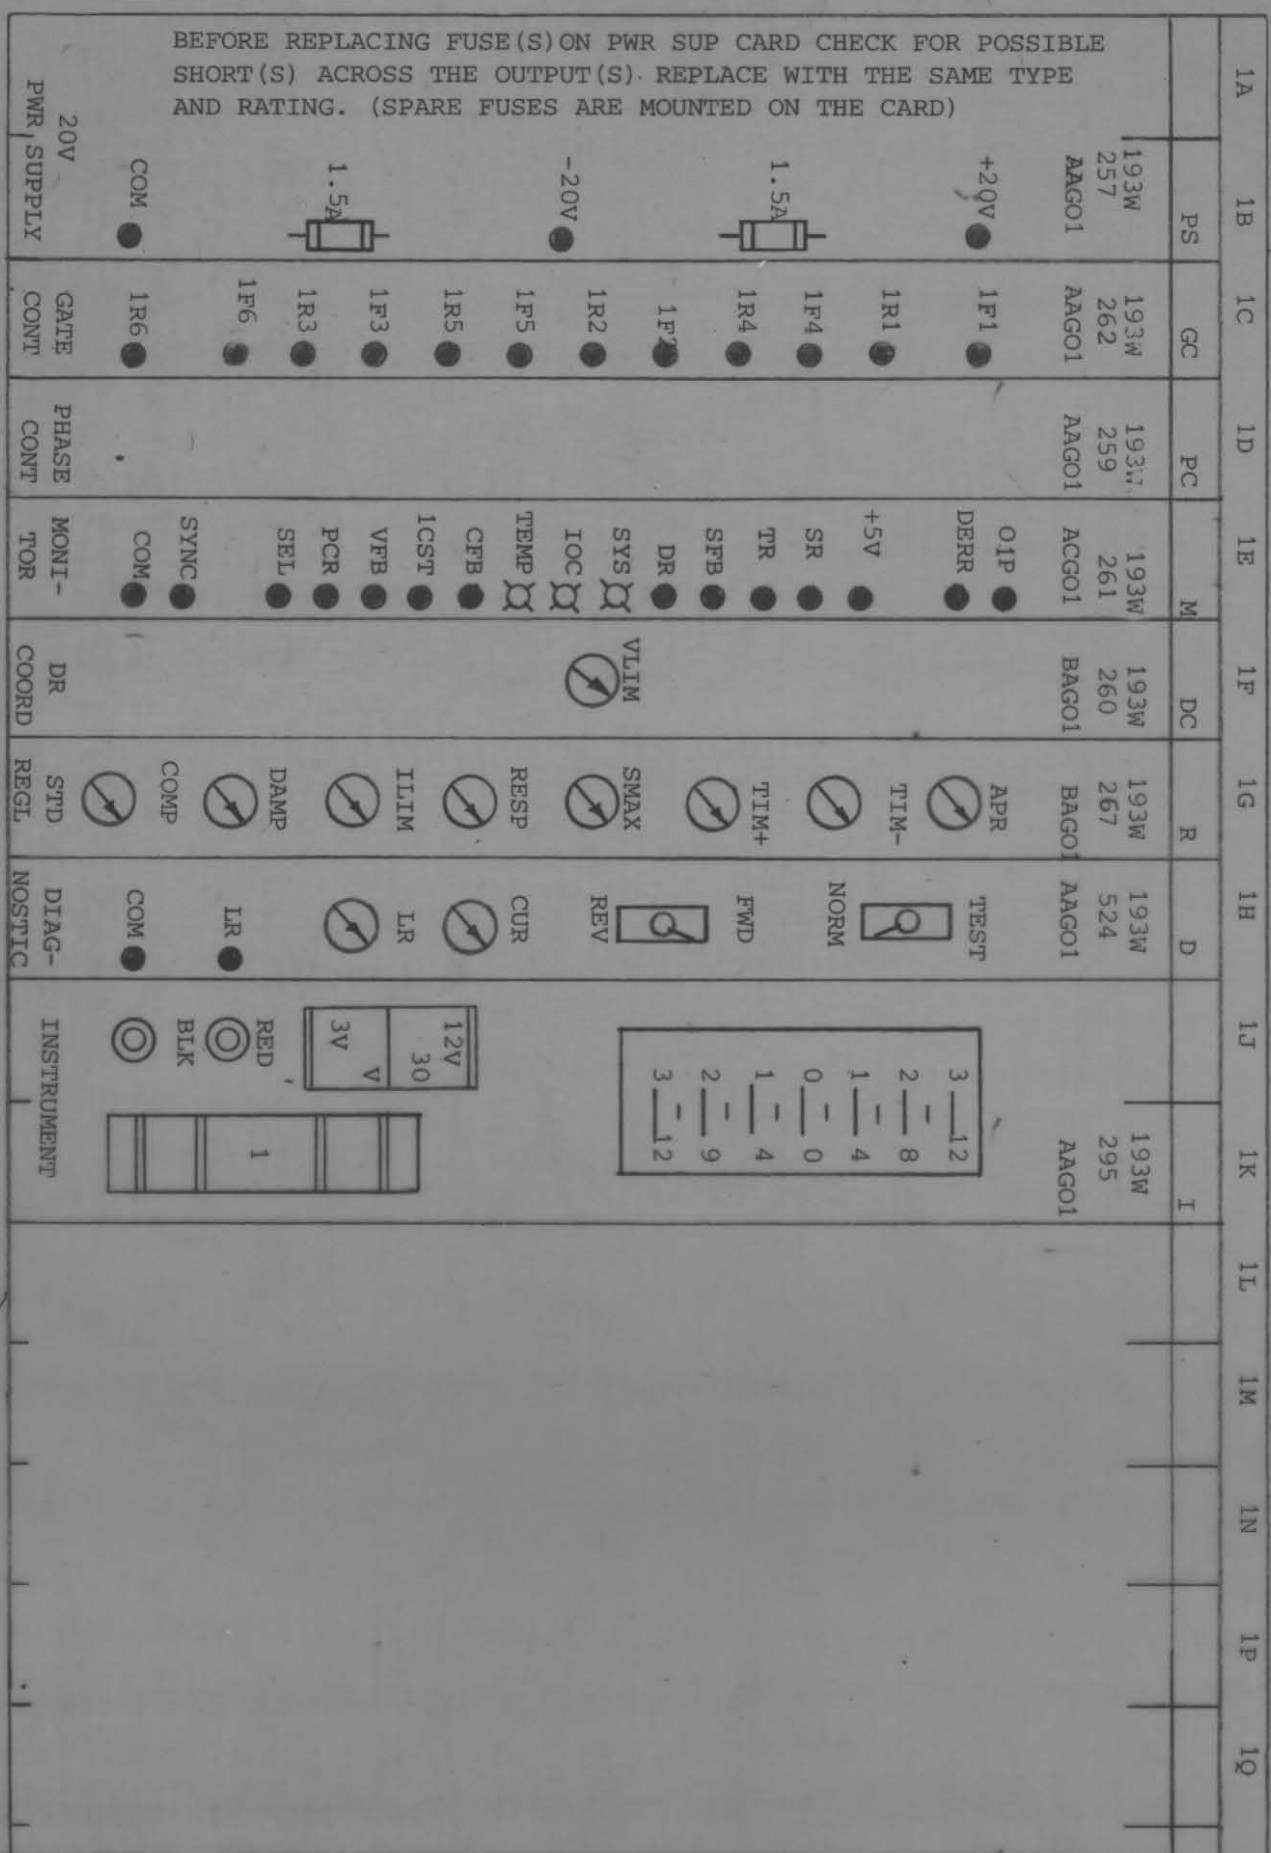 BEFORE REPLACING FUSE(S)ON PWR SUP CARD CHECK FOR POSSIBLE
SHORT(S) ACROSS THE OUTPUT(S). REPLACE WITH THE SAME TYPE
AND RATING. (SPARE FUSES ARE MOUNTED ON THE CARD)
1A
1B
PS
193W
257
AAGO1
+20V
1.5A
-20V
1.5A
COM
20V
PWR SUPPLY
1C
GC
193W
262
AAGO1
1F1
1R1
1F4
1R4
1F2
1R2
1F5
1R5
1F3
1R3
1F6
1R6
GATE
CONT
1D
PC
193W
259
AAGO1
PHASE
CONT
1E
M
193W
261
ACGO1
O1P
DERR
+5V
SR
TR
SFB
DR
SYS
IOC
TEMP
CFB
1CST
VFB
PCR
SEL
SYNC
COM
MONI-
TOR
1F
DC
193W
260
BAGO1
VLIM
DR
COORD
1G
R
193W
267
BAGO1
APR
TIM-
TIM+
SMAX
RESP
ILIM
DAMP
COMP
STD
REGL
1H
D
193W
524
AAGO1
TEST
NORM
FWD
REV
CUR
LR
LR
COM
DIAG-
NOSTIC
1J
1K
I
193W
295
AAGO1
3 - 12
2 - 8
1 - 4
0 - 0
1 - 4
2 - 9
3 - 12
12V
30
3V
V
1
RED
BLK
INSTRUMENT
1L
1M
1N
1P
1Q